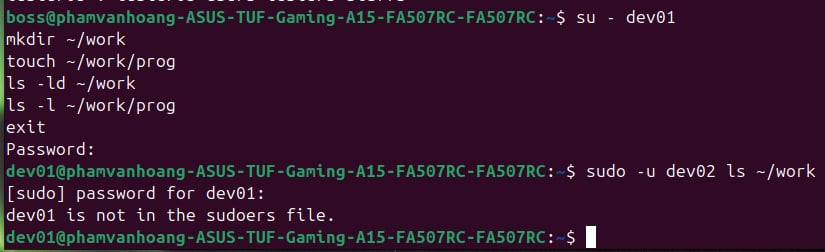 boss@phamvanhoang-ASUS-TUF-Gaming-A15-FA507RC-FA507RC:~$ su - dev01
mkdir ~/work
touch ~/work/prog
ls -ld ~/work
ls -l ~/work/prog
exit
Password:
dev01@phamvanhoang-ASUS-TUF-Gaming-A15-FA507RC-FA507RC:~$ sudo -u dev02 ls ~/work
[sudo] password for dev01:
dev01 is not in the sudoers file.
dev01@phamvanhoang-ASUS-TUF-Gaming-A15-FA507RC-FA507RC:~$